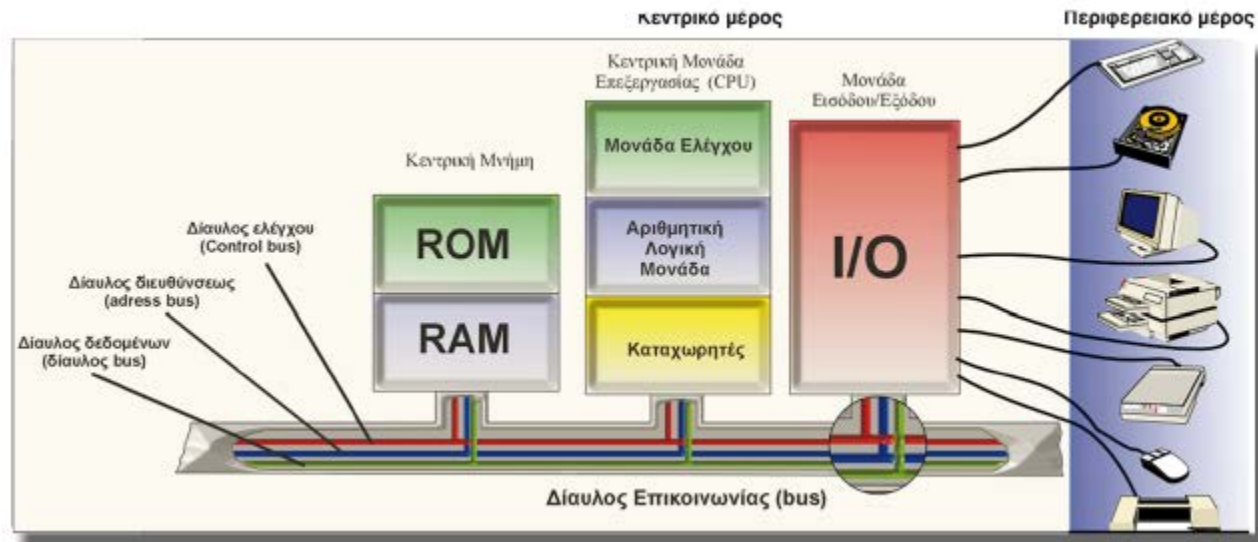 Κεντρικό μέρος
Περιφερειακό μέρος
Κεντρική Μονάδα
Επεξεργασίας (CPU)
Μονάδα
Εισόδου/Εξόδου
Κεντρική Μνήμη
Μονάδα Ελέγχου
Αριθμητική
Λογική
Μονάδα
Καταχωρητές
ROM
RAM
I/O
Δίαυλος ελέγχου
(Control bus)
Δίαυλος διευθύνσεως
(adress bus)
Δίαυλος δεδομένων
(δίαυλος bus)
Δίαυλος Επικοινωνίας (bus)